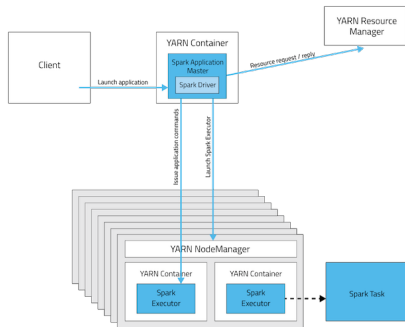 YARN Resource
Manager
YARN Container
Client
Spark Application
Master
Spark Driver
Launch application
Resource request / reply
Issue application commands
Launch Spark Executor
YARN NodeManager
YARN Container
YARN Container
Spark
Executor
Spark
Executor
Spark Task